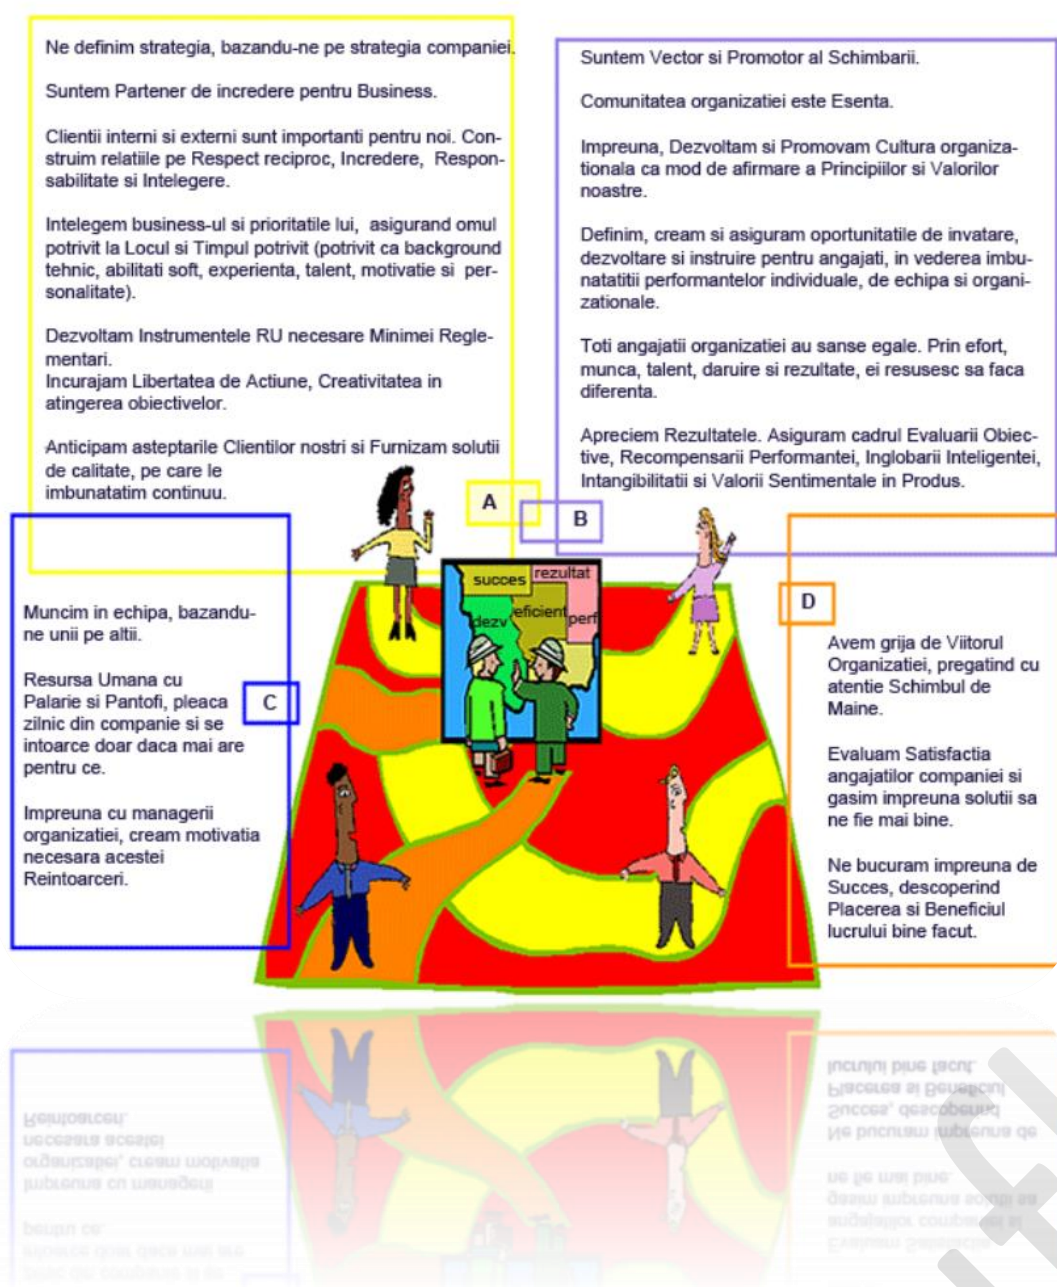 Ne definim strategia, bazandu-ne pe strategia companiei.
Suntem Partener de incredere pentru Business.
Clientii interni si externi sunt importanti pentru noi. Con-
struim relatiile pe Respect reciproc, Incredere, Respon-
sabilitate si Intelegere.
Intelegem business-ul si prioritatile lui, asigurand omul
potrivit la Locul si Timpul potrivit (potrivit ca background
tehnic, abilitati soft, experienta, talent, motivatie si per-
sonalitate).
Dezvoltam Instrumentele RU necesare Minimei Regle-
mentari.
Incurajam Libertatea de Actiune, Creativitatea in
atingerea obiectivelor.
Anticipam asteptarile Clientilor nostri si Furnizam solutii
de calitate, pe care le
imbunatatim continuu.
A
Suntem Vector si Promotor al Schimbarii.
Comunitatea organizatiei este Esenta.
Impreuna, Dezvoltam si Promovam Cultura organiza-
tionala ca mod de afirmare a Principiilor si Valorilor
noastre.
Definim, cream si asiguram oportunitatile de invatare,
dezvoltare si instruire pentru angajati, in vederea imbu-
natatitii performantelor individuale, de echipa si organi-
zationale.
Toti angajatii organizatiei au sanse egale. Prin efort,
munca, talent, daruire si rezultate, ei resusesc sa faca
diferenta.
Apreciem Rezultatele. Asiguram cadrul Evaluarii Obiec-
tive, Recompensarii Performantei, Inglobarii Inteligentei,
Intangibilitatii si Valorii Sentimentale in Produs.
B
succes
rezultat
dezv
eficient
perf
Muncim in echipa, bazandu-
ne unii pe altii.
Resursa Umana cu
Palarie si Pantofi, pleaca
zilnic din companie si se
intoarce doar daca mai are
pentru ce.
Impreuna cu managerii
organizatiei, cream motivatia
necesara acestei
Reintoarceri.
C
D
Avem grija de Viitorul
Organizatiei, pregatind cu
atentie Schimbul de
Maine.
Evaluam Satisfactia
angajatilor companiei si
gasim impreuna solutii sa
ne fie mai bine.
Ne bucuram impreuna de
Succes, descoperind
Placerea si Beneficiul
lucrului bine facut.